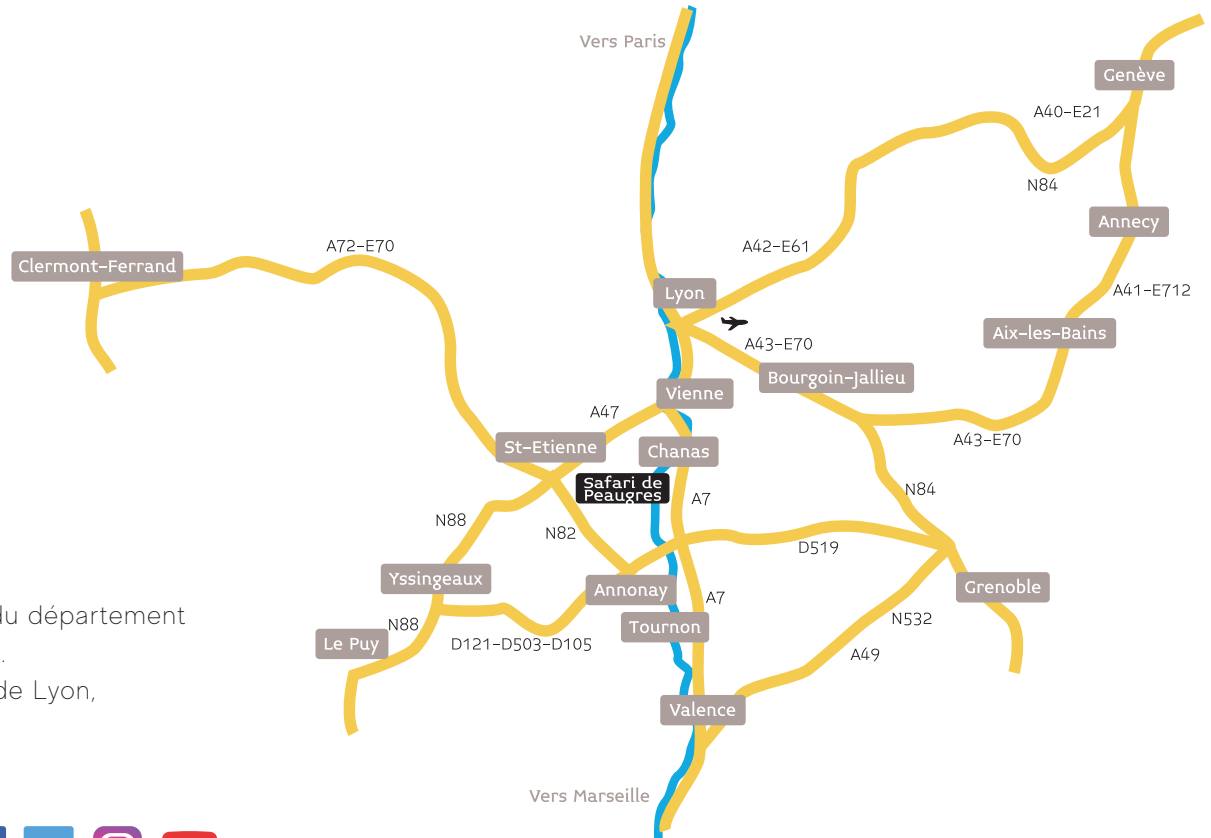 Vers Paris
Genève
A40-E21
N84
Annecy
A42-E61
A72-E70
Clermont-Ferrand
A41-E712
Lyon
Aix-les-Bains
A43-E70
Bourgoin-Jallieu
Vienne
A47
A43-E70
St-Etienne
Chanas
Safari de
Peaugres
A7
N84
N88
N82
D519
Yssingeaux
Annonay
Grenoble
A7
N532
N88
Tournon
Le Puy
D121-D503-D105
A49
Valence
Vers Marseille
du département
.
de Lyon,